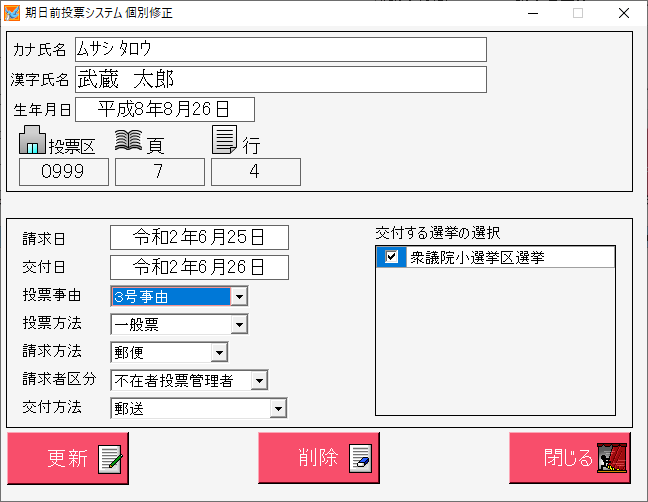 期日前投票システム 個別修正
カナ氏名 ムサシ タロウ
漢字氏名 武蔵 太郎
生年月日 平成8年8月26日
投票区 頁 行
0999 7 4
請求日 令和2年6月25日
交付日 令和2年6月26日
投票事由 3号事由
投票方法 一般票
請求方法 郵便
請求者区分 不在者投票管理者
交付方法 郵送
交付する選挙の選択
衆議院小選挙区選挙
更新 削除 閉じる